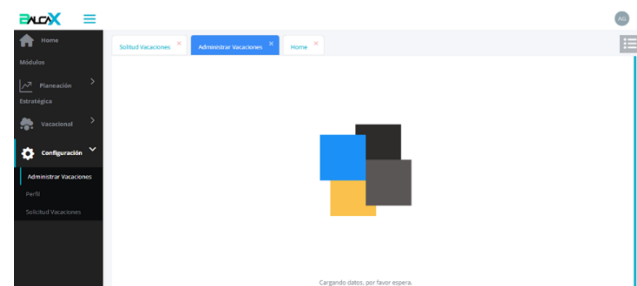 BALCAX
AG
Home
Solitud Vacaciones ×
Administrar Vacaciones ×
Home ×
Módulos
Planeación
Estratégica
Vacacional
Configuración
Administrar Vacaciones
Perfil
Solicitud Vacaciones
Cargando datos, por favor espera.